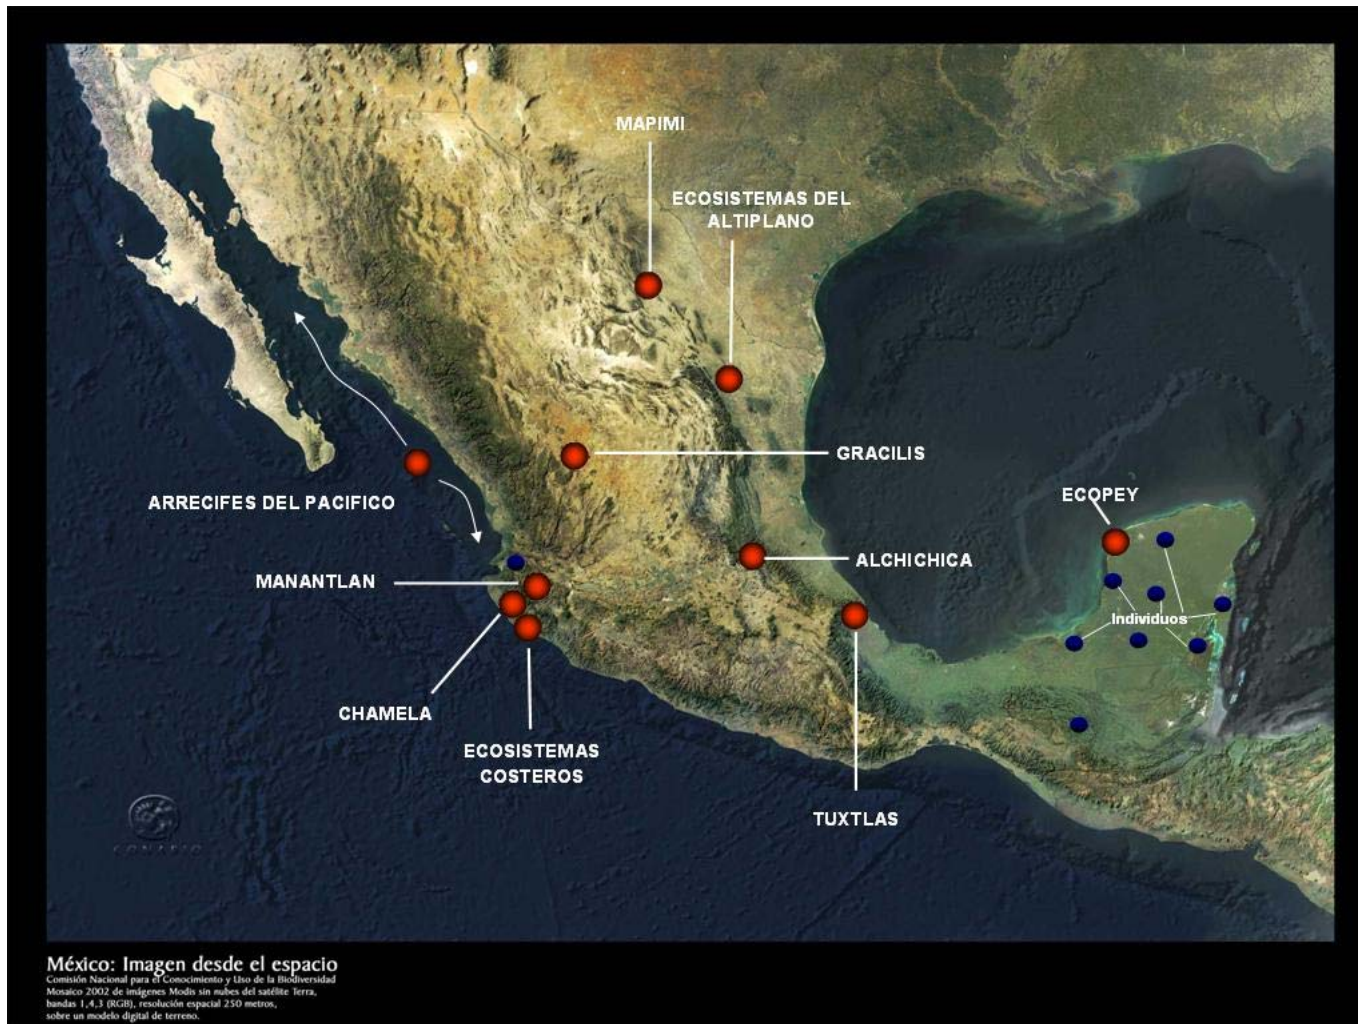 MAPIMI
ECOSISTEMAS DEL
ALTIPLANO
GRACILIS
ECOPEY
ARRECIFES DEL PACIFICO
ALCHICHICA
MANANTLAN
Individuos
CHAMELA
ECOSISTEMAS
COSTEROS
TUXTLAS
CONABIO
México: Imagen desde el espacio
Comisión Nacional para el Conocimiento y Uso de la Biodiversidad
Mosaico 2002 de imágenes Modis sin nubes del satélite Terra,
bandas 1,4,3 (RGB), resolución espacial 250 metros,
sobre un modelo digital de terreno.